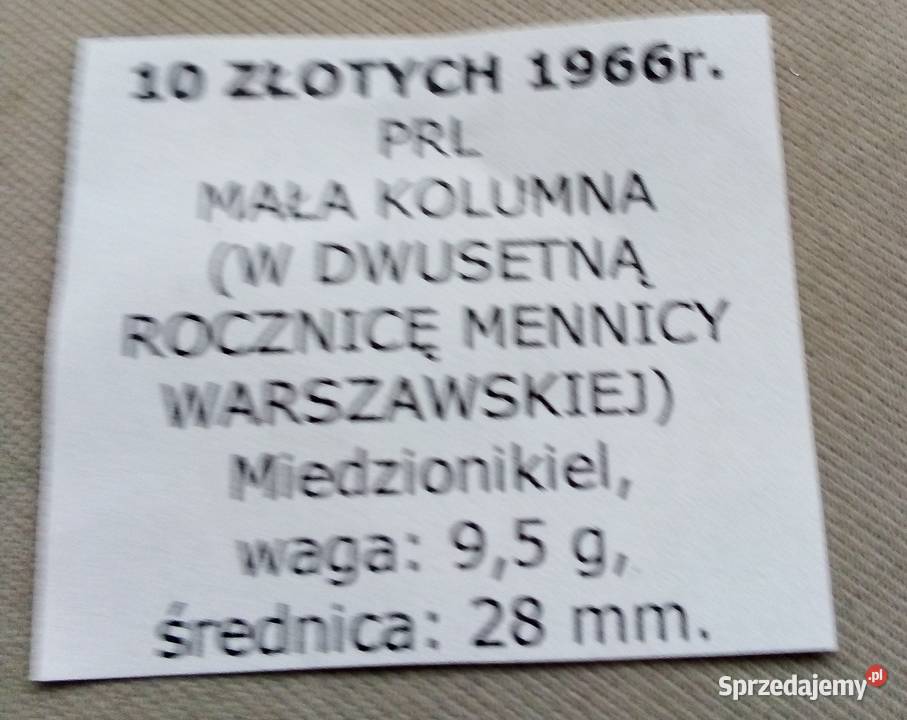 10 ZŁOTYCH 1966r.
PRL
MAŁA KOLUMNA
(W DWUSETNĄ
ROCZNICĘ MENNICY
WARSZAWSKIEJ)
Miedzionikiel,
waga: 9,5 g,
średnica: 28 mm.
Sprzedajemy.pl